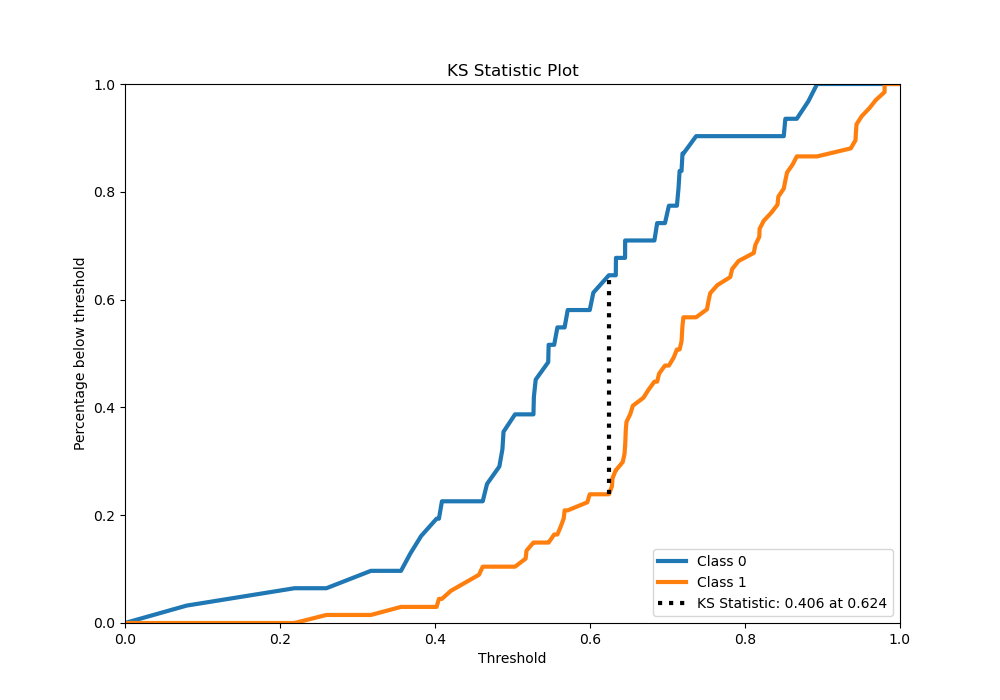 KS Statistic Plot
1.0
0.8
0.6
0.4
0.2
0.0
Percentage below threshold
0.0 0.2 0.4 0.6 0.8 1.0
Threshold
Class 0
Class 1
KS Statistic: 0.406 at 0.624